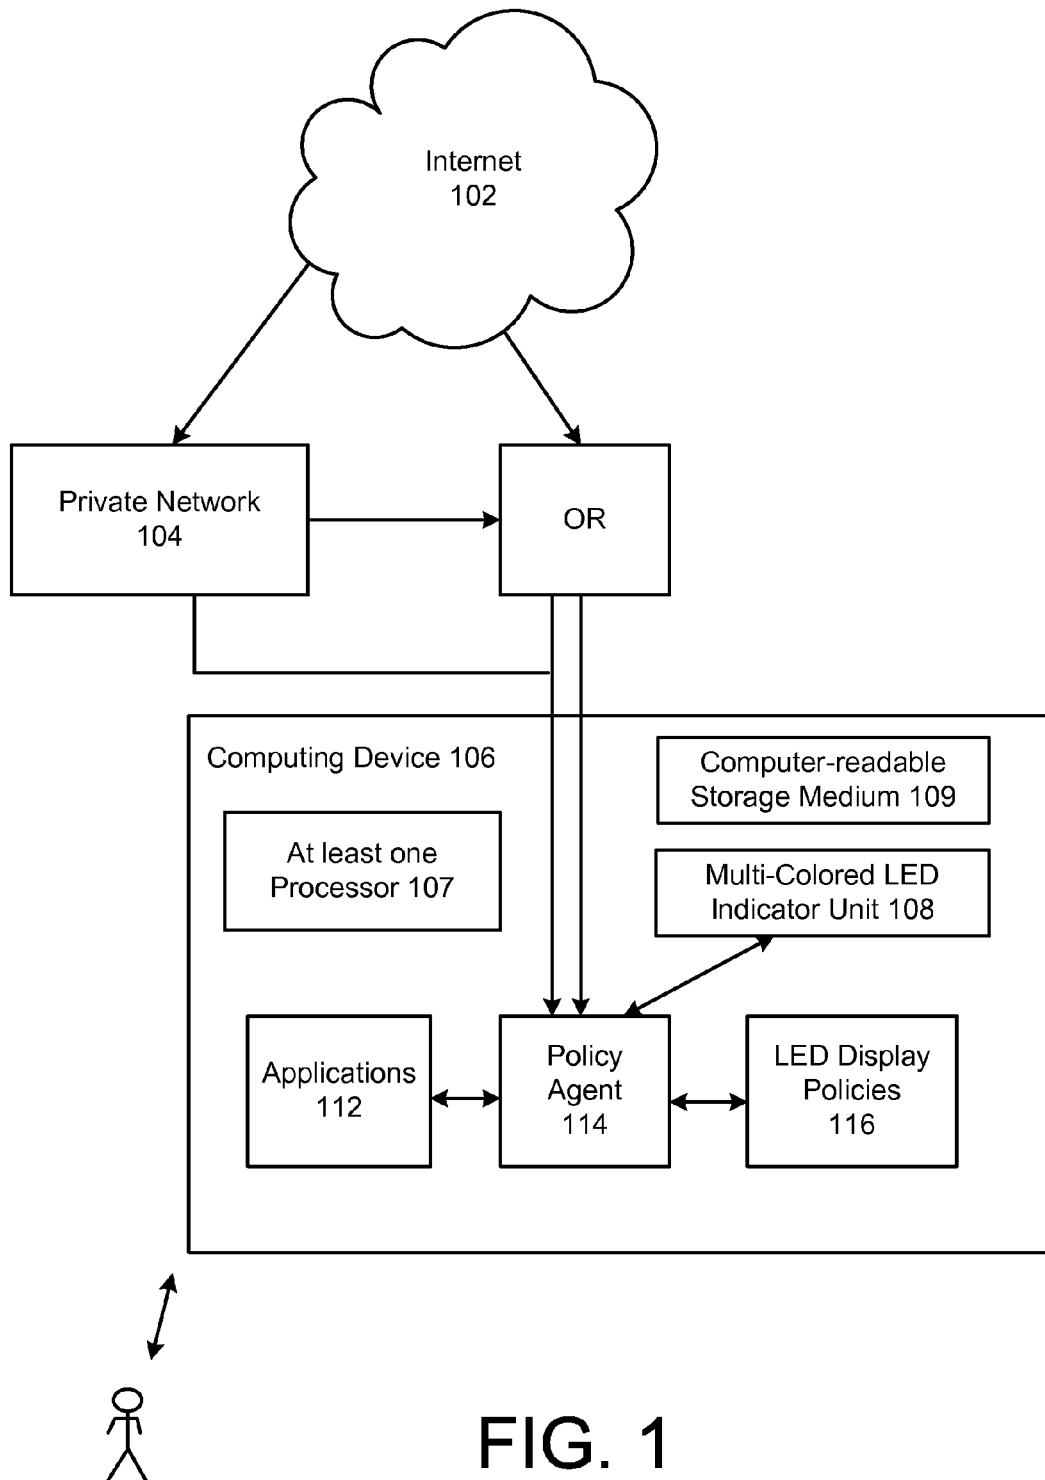 Internet
102
Private Network
104
OR
Computing Device 106
Computer-readable
Storage Medium 109
At least one
Processor 107
Multi-Colored LED
Indicator Unit 108
Applications
112
Policy
Agent
114
LED Display
Policies
116
FIG. 1